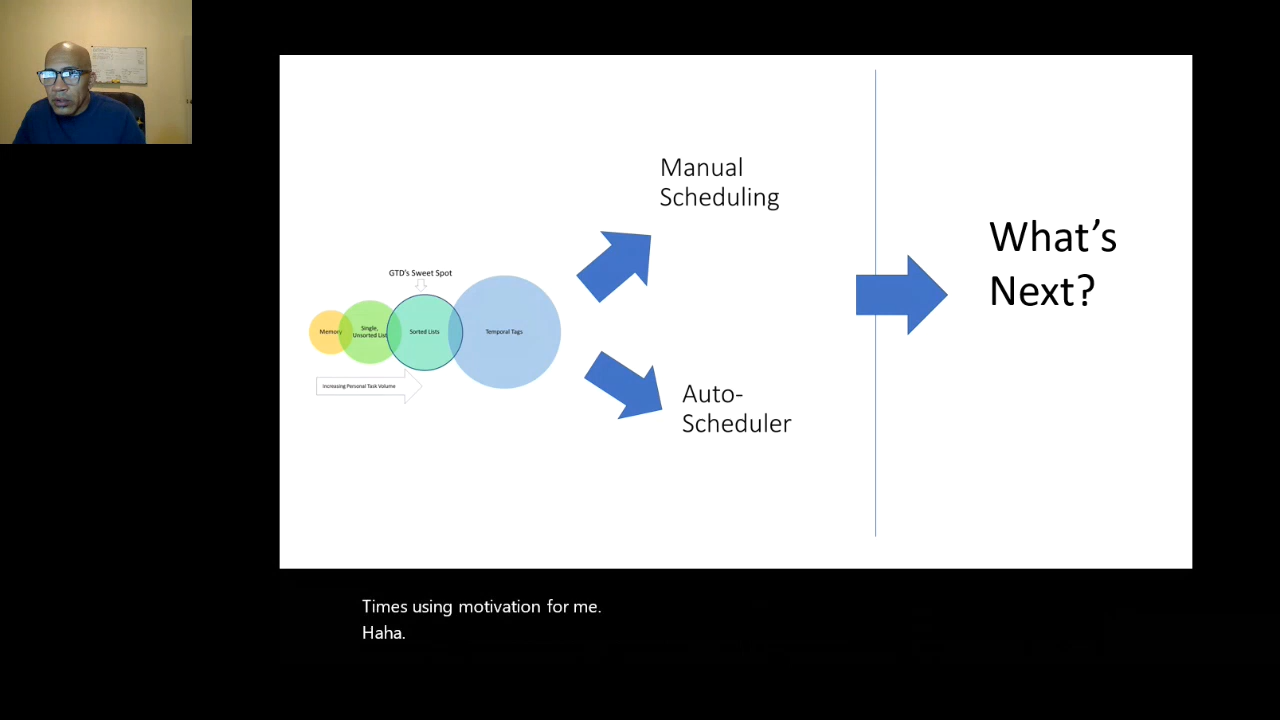 Manual
Scheduling
What's
Next?
GTD's Sweet Spot
Memory
Single,
Unsorted List
Sorted Lists
Temporal Tags
Increasing Personal Task Volume
Auto-
Scheduler
Times using motivation for me.
Haha.